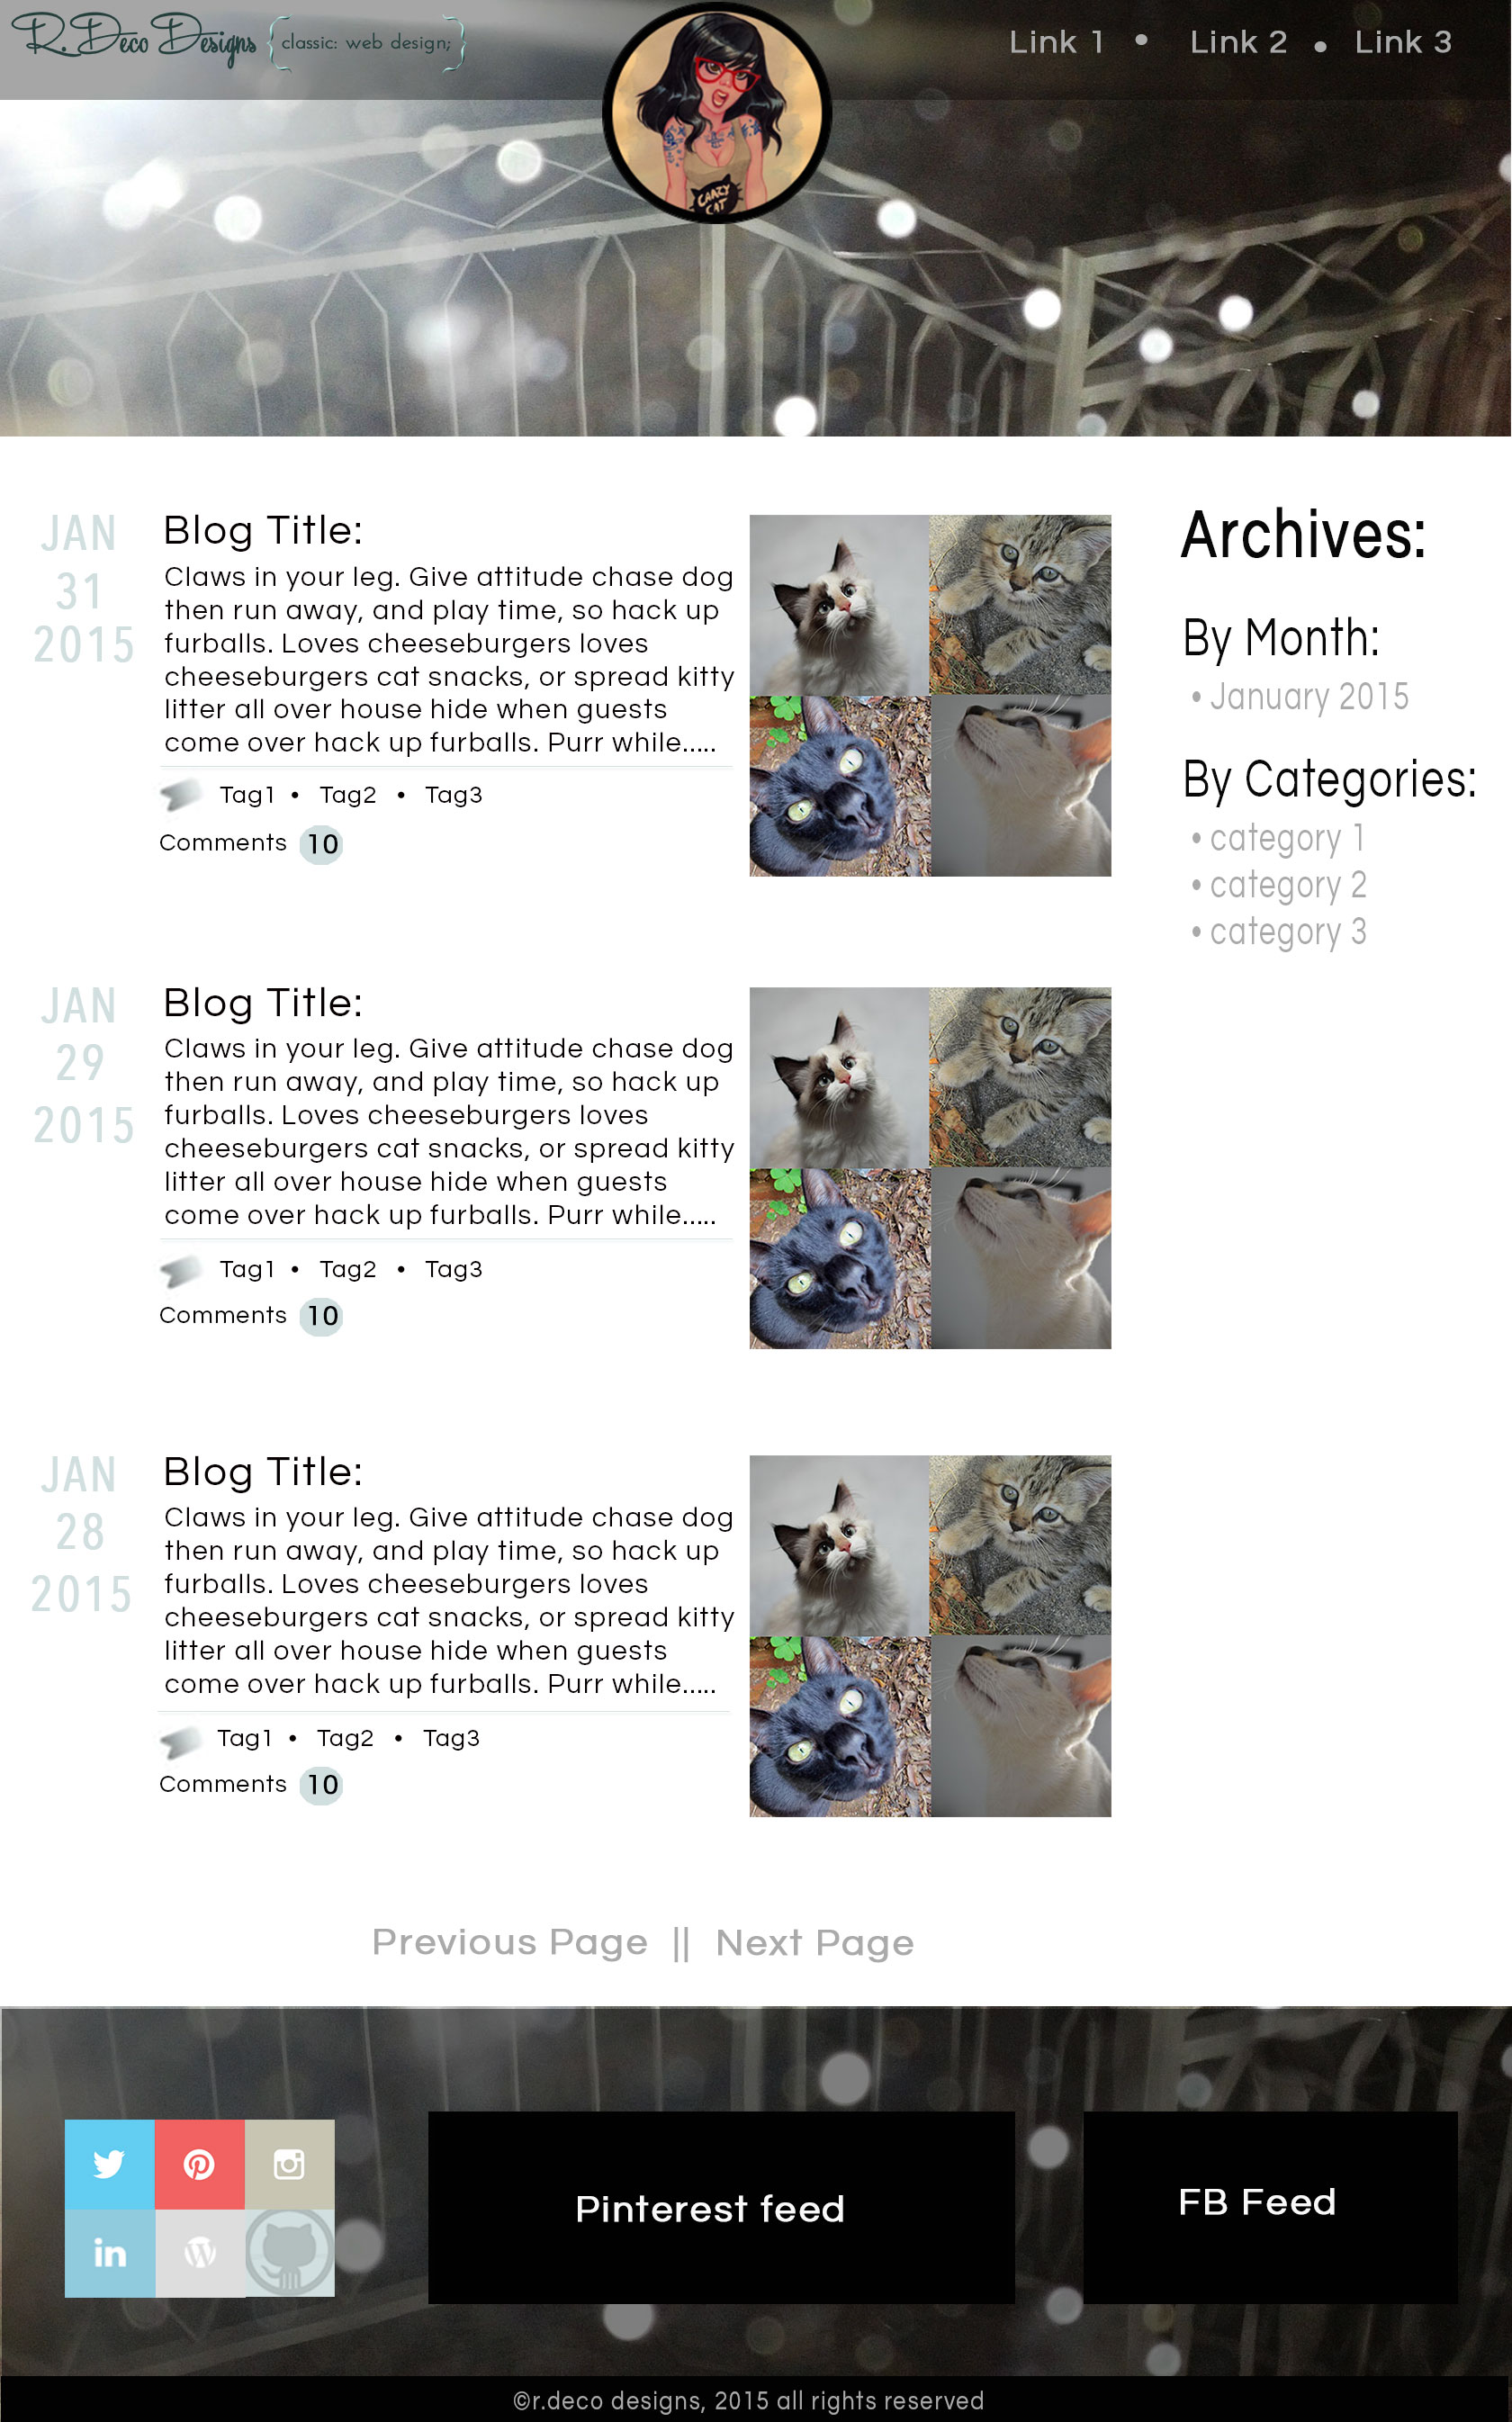 R. Deco Designs {classic: web design;}
Link 1 • Link 2 • Link 3
CRAZY
CAT
JAN
31
2015
Blog Title:
Claws in your leg. Give attitude chase dog
then run away, and play time, so hack up
furballs. Loves cheeseburgers loves
cheeseburgers cat snacks, or spread kitty
litter all over house hide when guests
come over hack up furballs. Purr while.....
Tag1 • Tag2 • Tag3
Comments 10
Archives:
By Month:
• January 2015
By Categories:
• category 1
• category 2
• category 3
JAN
29
2015
Blog Title:
Claws in your leg. Give attitude chase dog
then run away, and play time, so hack up
furballs. Loves cheeseburgers loves
cheeseburgers cat snacks, or spread kitty
litter all over house hide when guests
come over hack up furballs. Purr while.....
Tag1 • Tag2 • Tag3
Comments 10
JAN
28
2015
Blog Title:
Claws in your leg. Give attitude chase dog
then run away, and play time, so hack up
furballs. Loves cheeseburgers loves
cheeseburgers cat snacks, or spread kitty
litter all over house hide when guests
come over hack up furballs. Purr while.....
Tag1 • Tag2 • Tag3
Comments 10
Previous Page || Next Page
in
Pinterest feed
FB Feed
©r.deco designs, 2015 all rights reserved